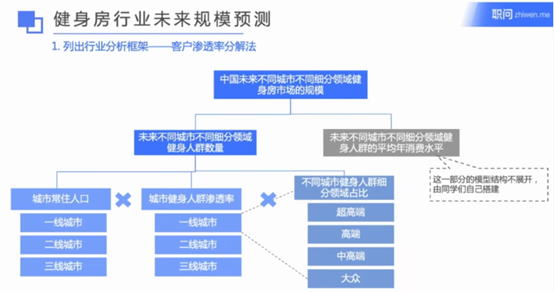 健身房行业未来规模预测
职问 zhiwen.me
1. 列出行业分析框架——客户渗透率分解法
中国未来不同城市不同细分领域健
身房市场的规模
未来不同城市不同细分领域
健身人群数量
未来不同城市不同细分领域健
身人群的平均年消费水平
这一部分的模型结构不展开,
由同学们自己搭建
城市常住人口
一线城市
二线城市
三线城市
城市健身人群渗透率
一线城市
二线城市
三线城市
不同城市健身人群细
分领域占比
超高端
高端
中高端
大众